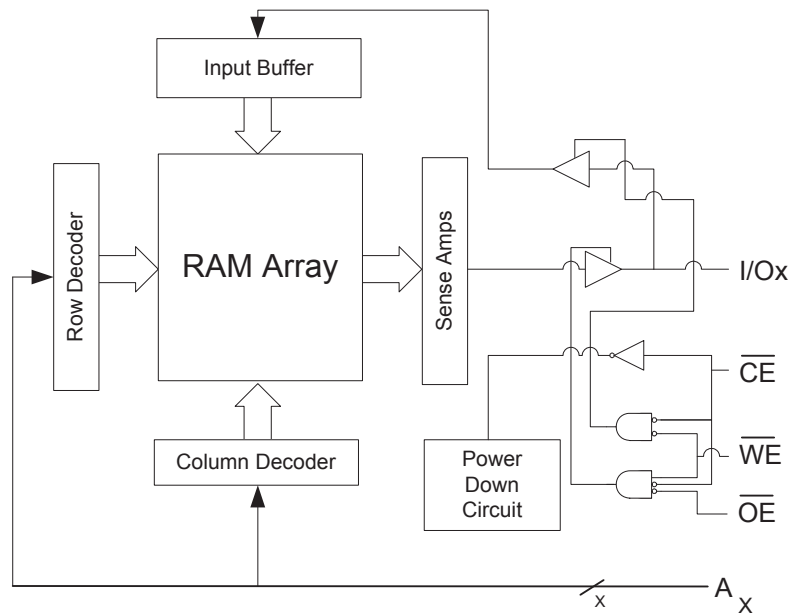 Input Buffer
Row Decoder
RAM Array
Sense Amps
I/Ox
CE
Column Decoder
Power
Down
Circuit
WE
OE
X
A X